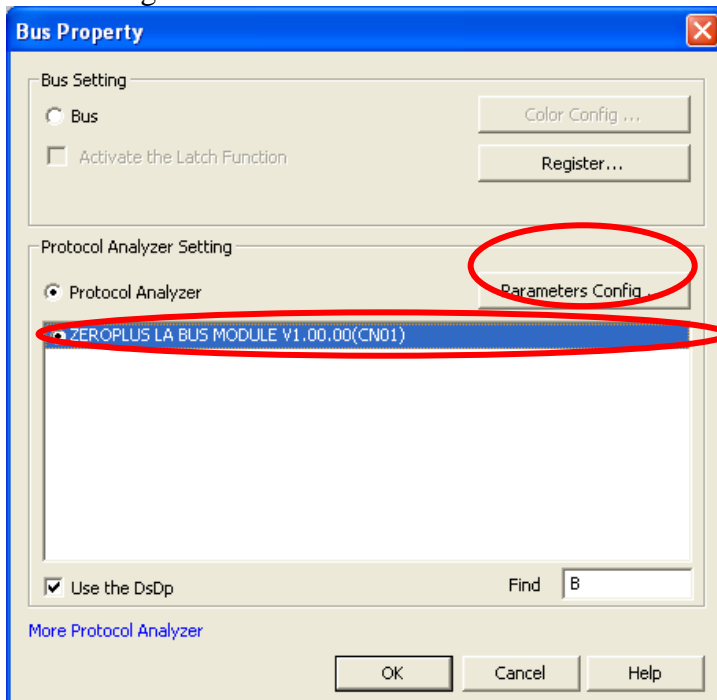 Bus Property
Bus Setting
Bus
Color Config ...
Activate the Latch Function
Register...
Protocol Analyzer Setting
Protocol Analyzer
Parameters Config ...
ZEROPLUS LA BUS MODULE V1.00.00(CN01)
Use the DsDp
Find B
More Protocol Analyzer
OK Cancel Help